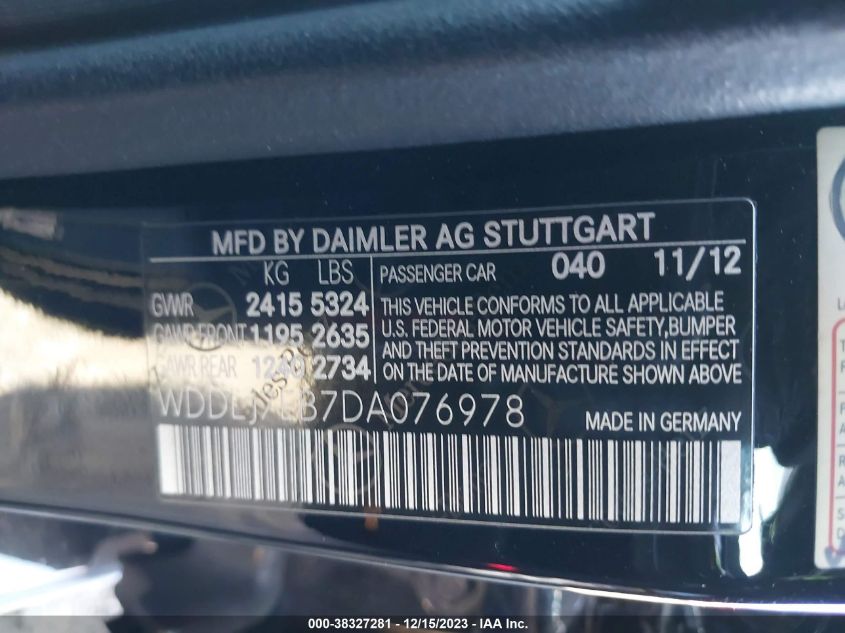 MFD BY DAIMLER AG STUTTGART
KG LBS
PASSENGER CAR 040 11/12
GVWR 2415 5324
GAWR FRONT 1195 2635
GAWR REAR 1240 2734
THIS VEHICLE CONFORMS TO ALL APPLICABLE
U.S. FEDERAL MOTOR VEHICLE SAFETY,BUMPER
AND THEFT PREVENTION STANDARDS IN EFFECT
ON THE DATE OF MANUFACTURE SHOWN ABOVE
WDDLJ7EB7DA076978
MADE IN GERMANY
000-38327281 - 12/15/2023 - © IAA Inc.